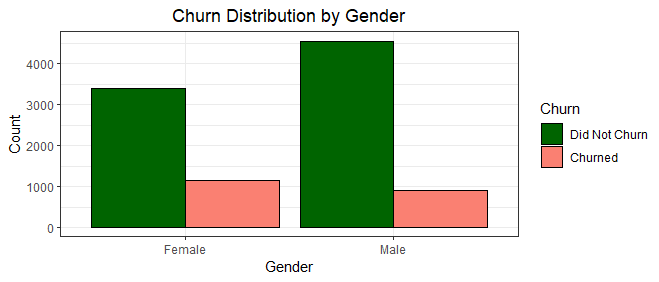 Churn Distribution by Gender
Count
4000
3000
2000
1000
0
Female
Male
Gender
Churn
Did Not Churn
Churned